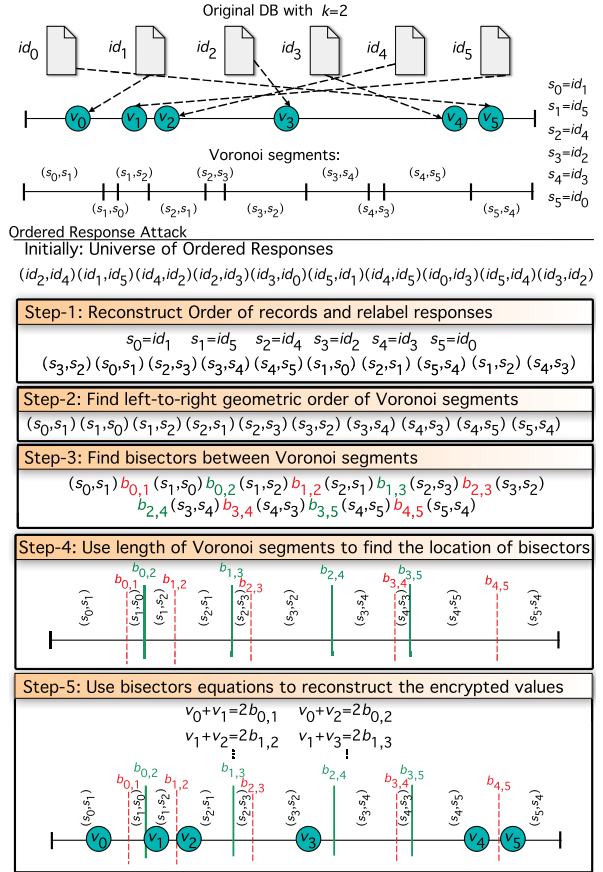 Original DB with k=2
id0 id1 id2 id3 id4 id5
v0 v1 v2 v3 v4 v5
s0=id1
s1=id5
s2=id4
s3=id2
s4=id3
s5=id0
Voronoi segments:
(s0,s1) (s1,s2) (s2,s3) (s3,s4) (s4,s5)
(s1,s0) (s2,s1) (s3,s2) (s4,s3) (s5,s4)
Ordered Response Attack
Initially: Universe of Ordered Responses
(id2,id4)(id1,id5)(id4,id2)(id2,id3)(id3,id0)(id5,id1)(id4,id5)(id0,id3)(id5,id4)(id3,id2)
Step-1: Reconstruct Order of records and relabel responses
s0=id1 s1=id5 s2=id4 s3=id2 s4=id3 s5=id0
(s3,s2)(s0,s1)(s2,s3)(s3,s4)(s4,s5)(s1,s0)(s2,s1)(s5,s4)(s1,s2)(s4,s3)
Step-2: Find left-to-right geometric order of Voronoi segments
(s0,s1)(s1,s0)(s1,s2)(s2,s1)(s2,s3)(s3,s2)(s3,s4)(s4,s3)(s4,s5)(s5,s4)
Step-3: Find bisectors between Voronoi segments
(s0,s1) b0,1 (s1,s0) b0,2 (s1,s2) b1,2 (s2,s1) b1,3 (s2,s3) b2,3 (s3,s2)
b2,4 (s3,s4) b3,4 (s4,s3) b3,5 (s4,s5) b4,5 (s5,s4)
Step-4: Use length of Voronoi segments to find the location of bisectors
b0,1 b0,2 b1,2 b1,3 b2,3 b2,4 b3,4 b3,5 b4,5
(s0,s1) (s1,s0) (s1,s2) (s2,s1) (s2,s3) (s3,s2) (s3,s4) (s4,s3) (s4,s5) (s5,s4)
Step-5: Use bisectors equations to reconstruct the encrypted values
v0+v1=2b0,1 v0+v2=2b0,2
v1+v2=2b1,2 v1+v3=2b1,3
b0,1 b0,2 b1,2 b1,3 b2,3 b2,4 b3,4 b3,5 b4,5
(s0,s1) (s1,s0) (s1,s2) (s2,s1) (s2,s3) (s3,s2) (s3,s4) (s4,s3) (s4,s5) (s5,s4)
v0 v1 v2 v3 v4 v5